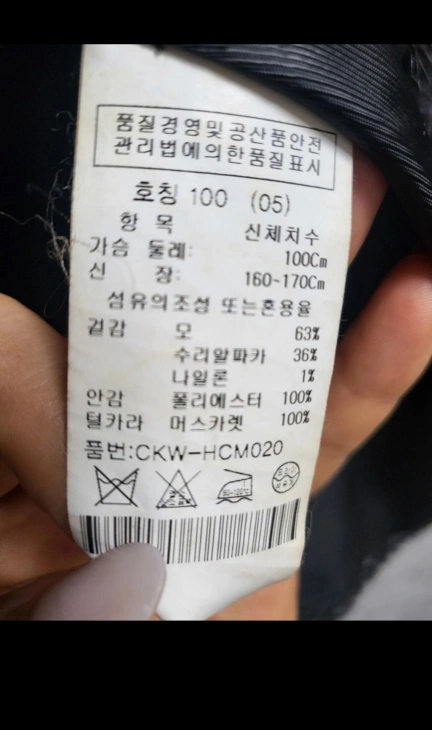 품질경영및공산품안전
관리법에의한품질표시
호칭 100 (05)
항 목 신체치수
가슴 둘레: 100Cm
신 장: 160~170Cm
섬유의조성 또는혼용율
겉감 모 63%
수리알파카 36%
나일론 1%
안감 폴리에스터 100%
털카라 머스카렛 100%
품번:CKW-HCM020